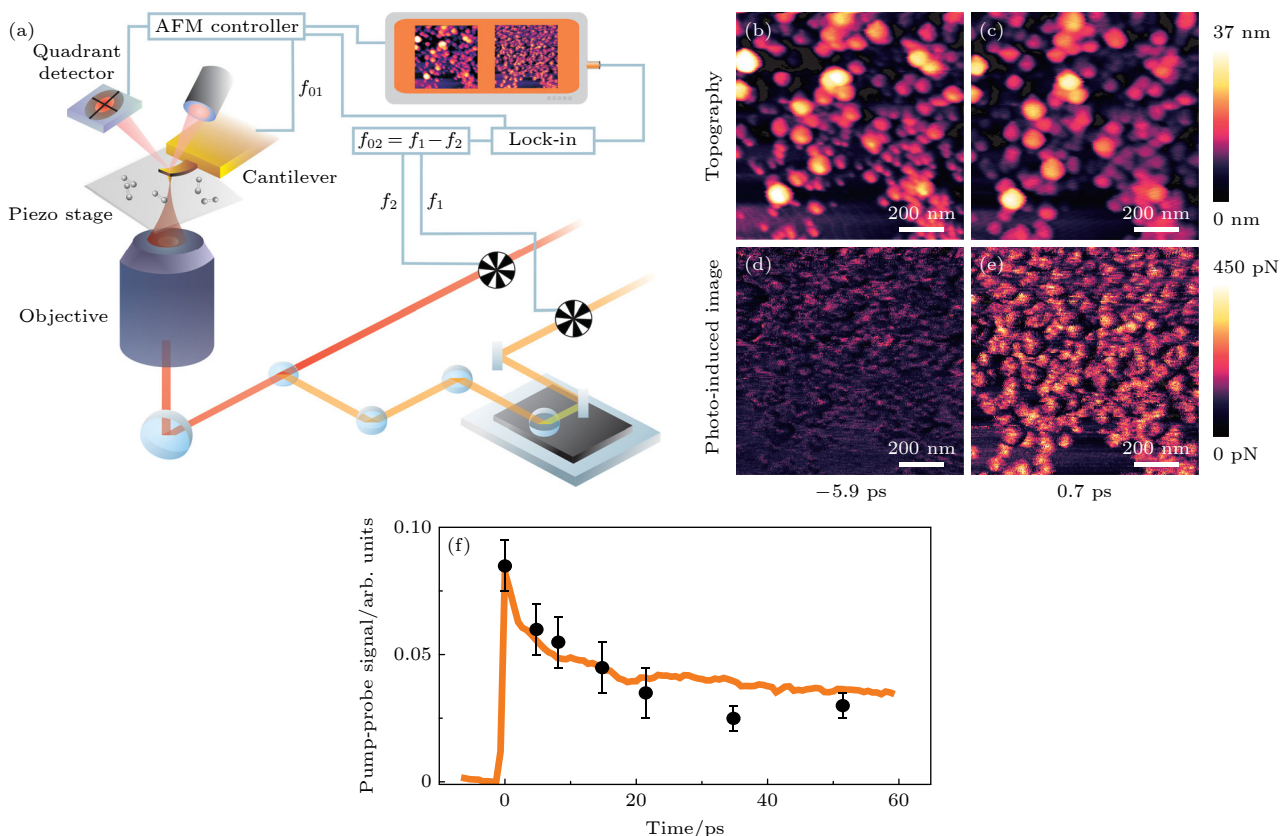 (a)
AFM controller
Quadrant
detector
f01
f02 = f1 − f2
Lock-in
Cantilever
f2
f1
Piezo stage
Objective
(b)
(c)
37 nm
Topography
200 nm
200 nm
0 nm
(d)
(e)
450 pN
Photo-induced image
200 nm
200 nm
0 pN
−5.9 ps
0.7 ps
(f)
Pump-probe signal/arb. units
0.10
0.05
0
0
20
40
60
Time/ps